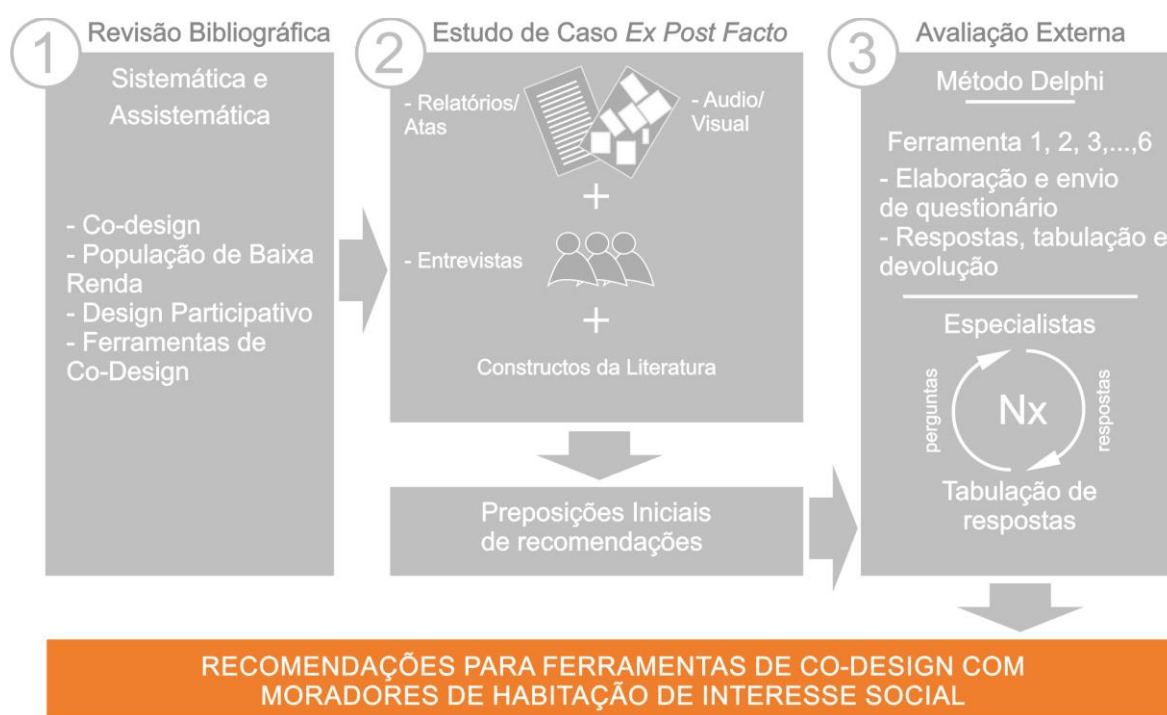 1
Revisão Bibliográfica
Sistemática e
Assistemática
- Co-design
- População de Baixa
Renda
- Design Participativo
- Ferramentas de
Co-Design
2
Estudo de Caso Ex Post Facto
- Relatórios/
Atas
- Audio/
Visual
+
- Entrevistas
+
Constructos da Literatura
Preposições Iniciais
de recomendações
3
Avaliação Externa
Método Delphi
Ferramenta 1, 2, 3,...,6
- Elaboração e envio
de questionário
- Respostas, tabulação e
devolução
Especialistas
perguntas
Nx
respostas
Tabulação de
respostas
RECOMENDAÇÕES PARA FERRAMENTAS DE CO-DESIGN COM
MORADORES DE HABITAÇÃO DE INTERESSE SOCIAL